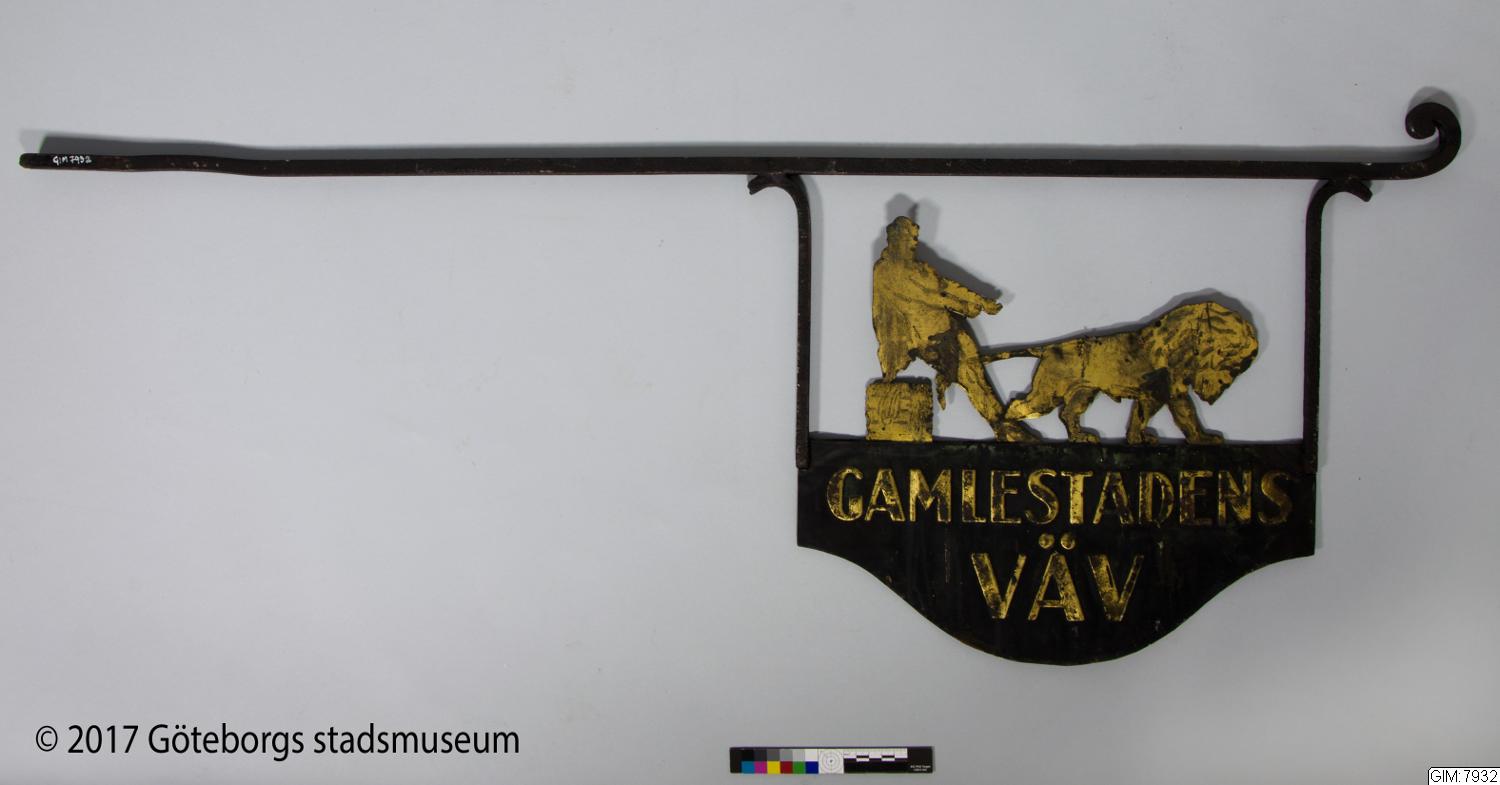 GIM 7932
GAMLESTADENS
VÄV
© 2017 Göteborgs stadsmuseum
GIM:7932